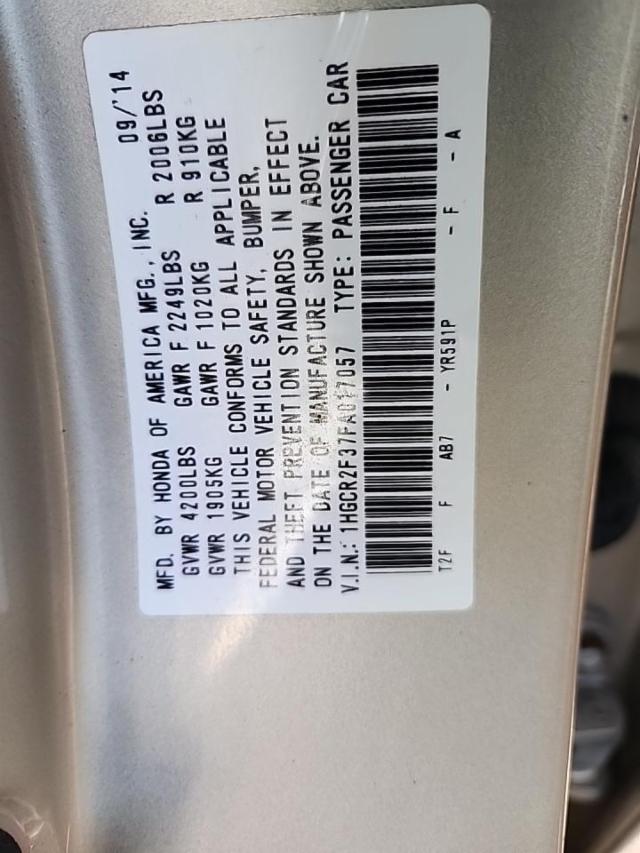 MFD. BY HONDA OF AMERICA MFG., INC. 09/'14
GVWR 4200LBS GAWR F 2249LBS R 2006LBS
GVWR 1905KG GAWR F 1020KG R 910KG
THIS VEHICLE CONFORMS TO ALL APPLICABLE
FEDERAL MOTOR VEHICLE SAFETY, BUMPER,
AND THEFT PREVENTION STANDARDS IN EFFECT
ON THE DATE OF MANUFACTURE SHOWN ABOVE.
V.I.N.: 1HGCR2F37FA017057 TYPE: PASSENGER CAR
T2F F AB7 - YR591P - F - A